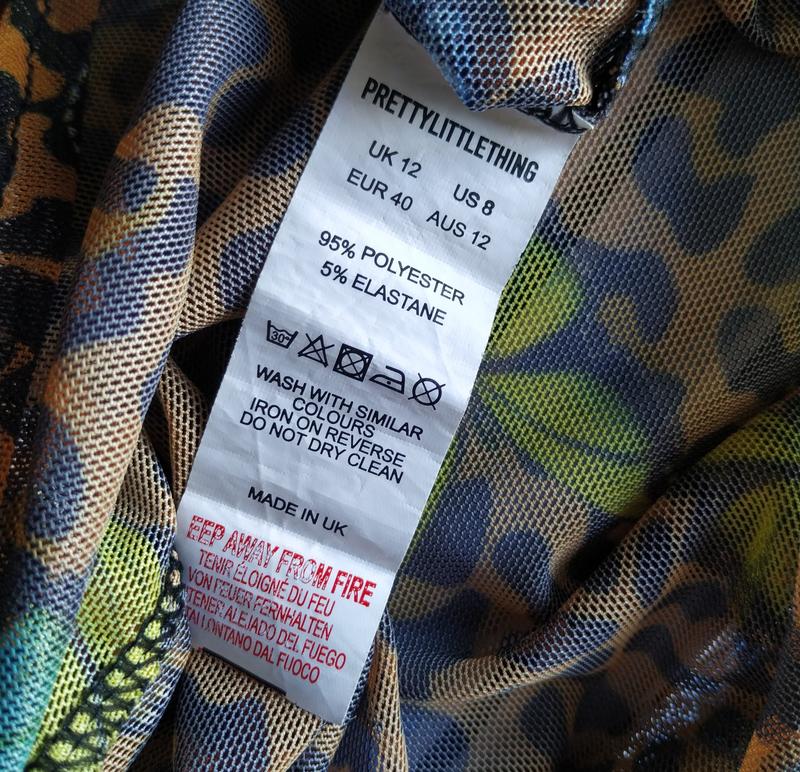 PRETTYLITTLETHING
UK 12 US 8
EUR 40 AUS 12
95% POLYESTER
5% ELASTANE
30°
WASH WITH SIMILAR
COLOURS
IRON ON REVERSE
DO NOT DRY CLEAN
MADE IN UK
EEP AWAY FROM FIRE
TENIR ÉLOIGNE DU FEU
VON FEUER FERNHALTEN
TENER ALEJADO DEL FUEGO
LONTANO DAL FUOCO